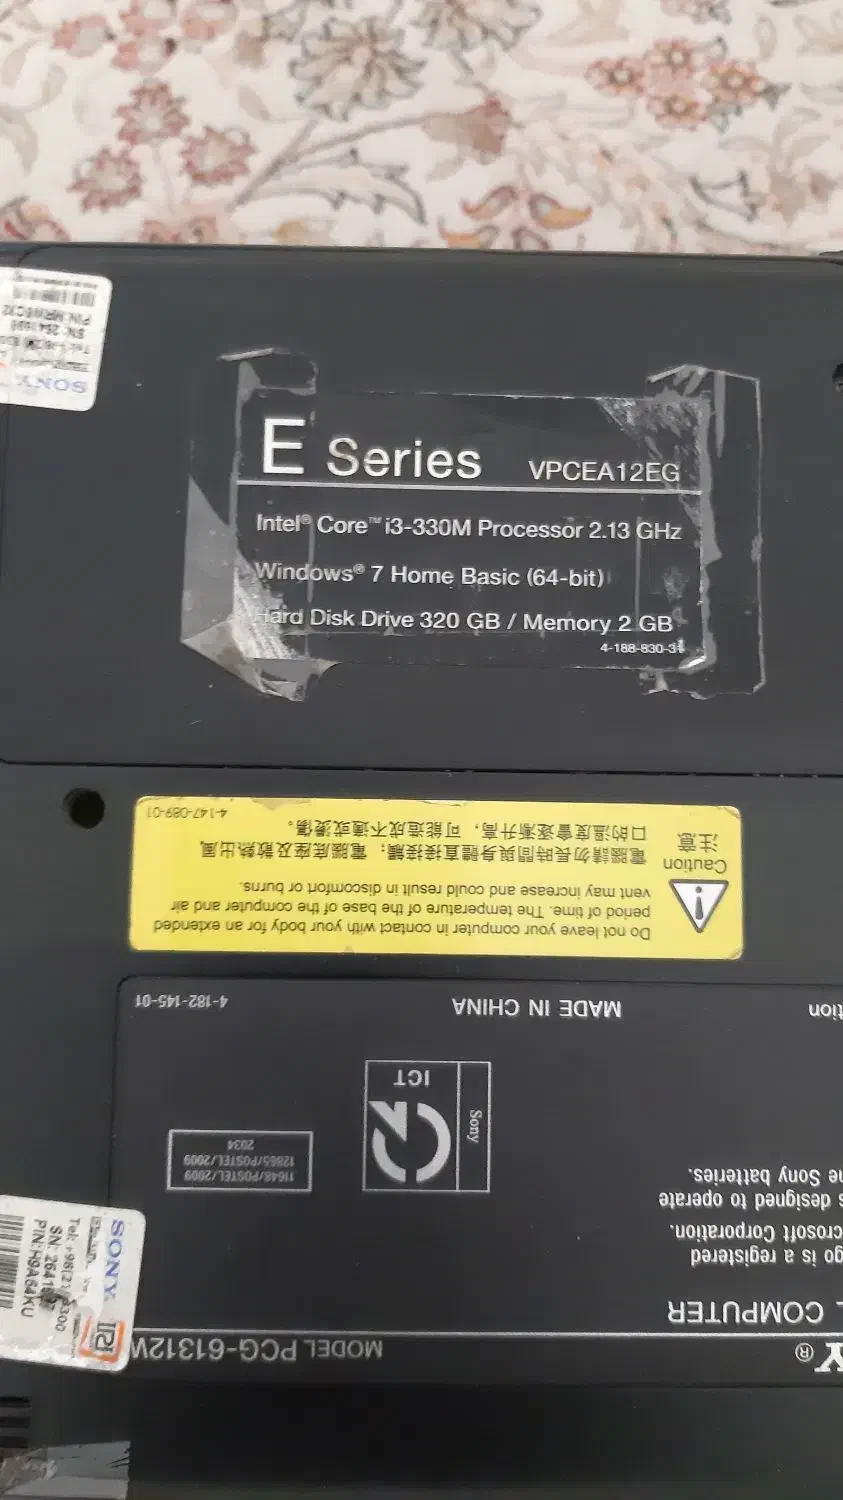 E Series VPCEA12EG
Intel® Core™ i3-330M Processor 2.13 GHz
Windows® 7 Home Basic (64-bit)
Hard Disk Drive 320 GB / Memory 2 GB
4-188-830-31
SONY
注意
Caution
Do not leave your computer in contact with your body for an extended
period of time. The temperature of the base of the computer and air
vent may increase and could result in discomfort or burns.
電腦請勿長時間與身體直接接觸；電腦底座及散熱出風
口的溫度會逐漸升高，可能造成不適或燙傷。
4-147-089-01
MODEL PCG-61312W
COMPUTER
go is a registered
crosoft Corporation.
s designed to operate
ne Sony batteries.
Sony
ICT
11648/POSTEL/2009
12865/POSTEL/2009
2034
tion
MADE IN CHINA
4-182-145-01
SONY
PIN: H9A64KU